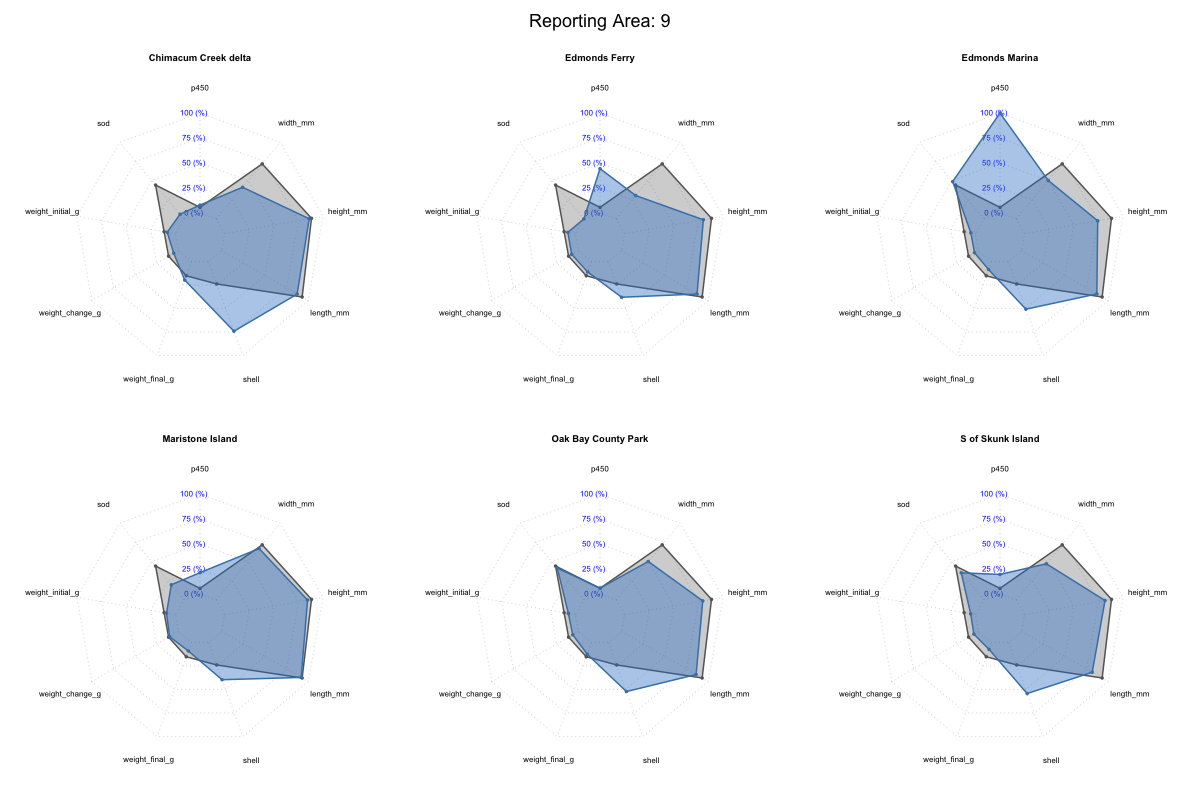 Reporting Area: 9
Chimacum Creek delta
p450
100 (%)
75 (%)
50 (%)
25 (%)
0 (%)
width_mm
height_mm
length_mm
shell
weight_final_g
weight_change_g
weight_initial_g
sod
Edmonds Ferry
p450
100 (%)
75 (%)
50 (%)
25 (%)
0 (%)
width_mm
height_mm
length_mm
shell
weight_final_g
weight_change_g
weight_initial_g
sod
Edmonds Marina
p450
100 (%)
75 (%)
50 (%)
25 (%)
0 (%)
width_mm
height_mm
length_mm
shell
weight_final_g
weight_change_g
weight_initial_g
sod
Maristone Island
p450
100 (%)
75 (%)
50 (%)
25 (%)
0 (%)
width_mm
height_mm
length_mm
shell
weight_final_g
weight_change_g
weight_initial_g
sod
Oak Bay County Park
p450
100 (%)
75 (%)
50 (%)
25 (%)
0 (%)
width_mm
height_mm
length_mm
shell
weight_final_g
weight_change_g
weight_initial_g
sod
S of Skunk Island
p450
100 (%)
75 (%)
50 (%)
25 (%)
0 (%)
width_mm
height_mm
length_mm
shell
weight_final_g
weight_change_g
weight_initial_g
sod